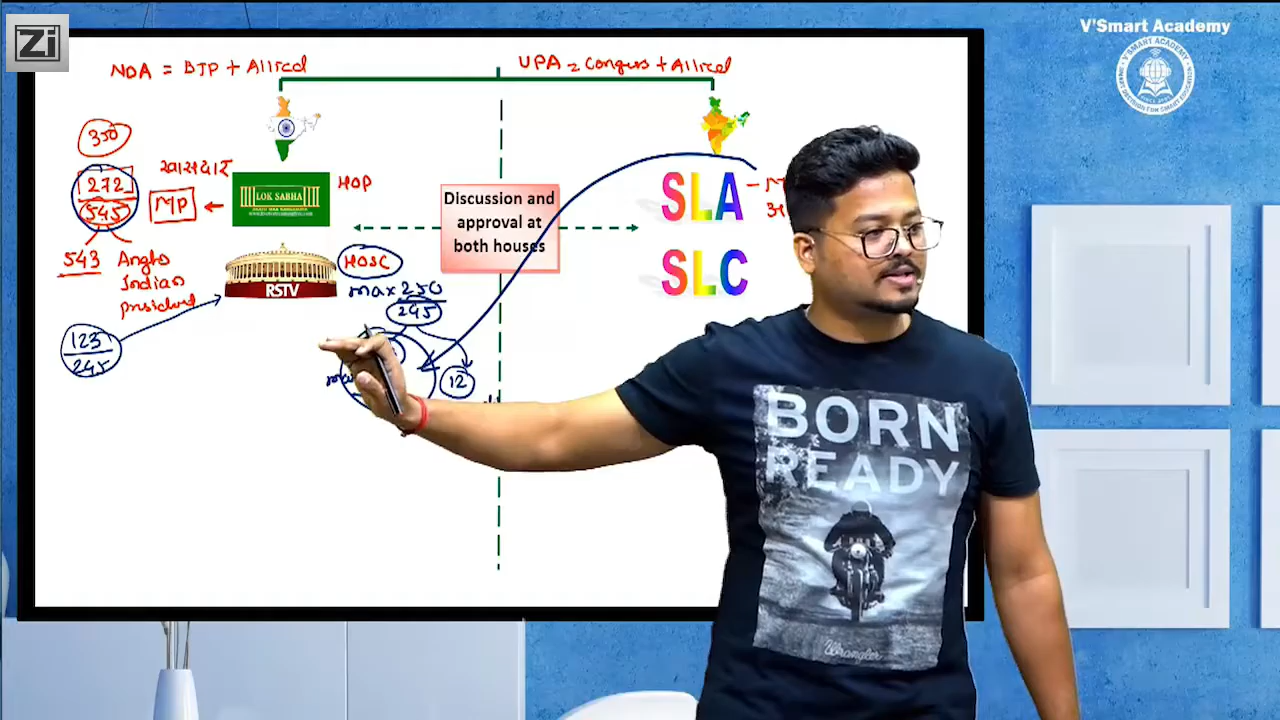 Zi
V'Smart Academy
NDA = BJP + Allied
UPA = Congress + Allied
350
272
545
MP
LOK SABHA
HOP
SLA
Discussion and
approval at
both houses
543
Anglo
Indian
HOSC
RSTV
max 250
245
SLC
123
245
12
BORN
READY
Wrangler